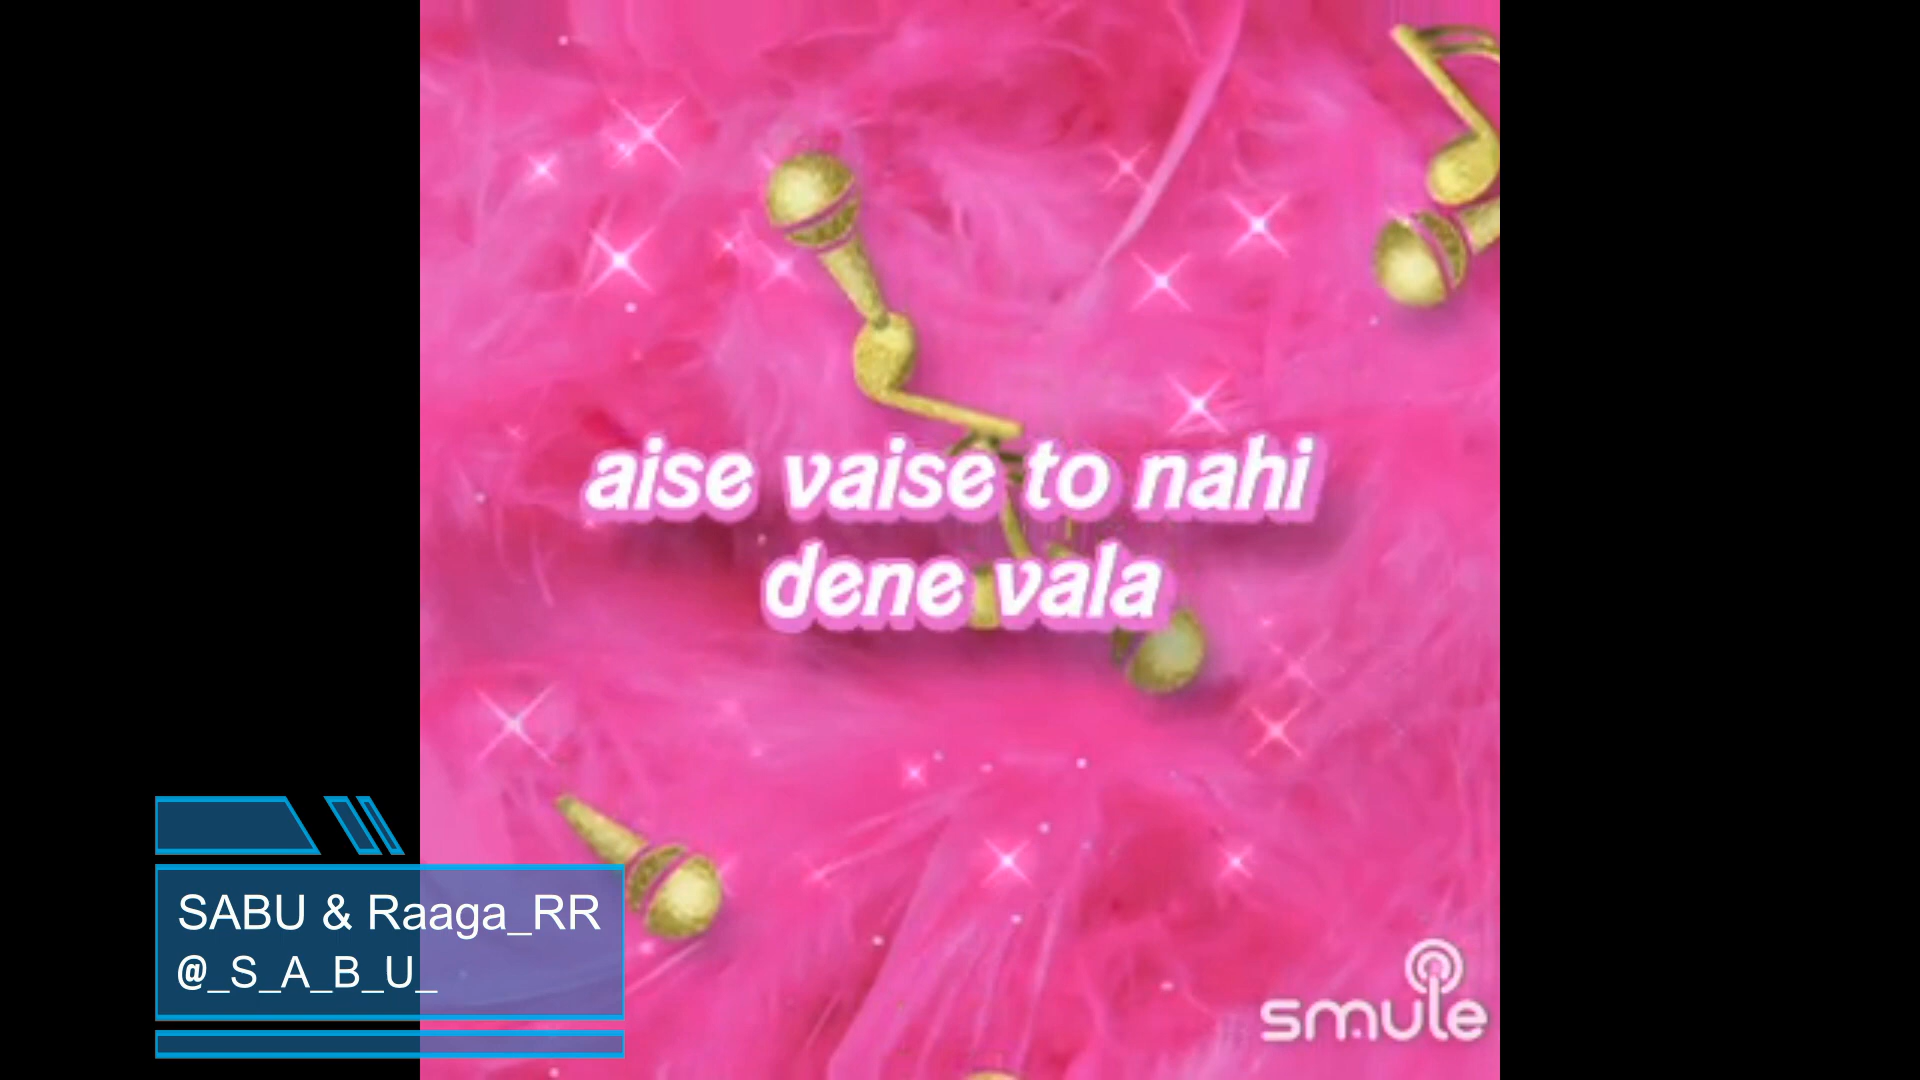 aise vaise to nahi
dene vala
SABU & Raaga_RR
@_S_A_B_U_
smule